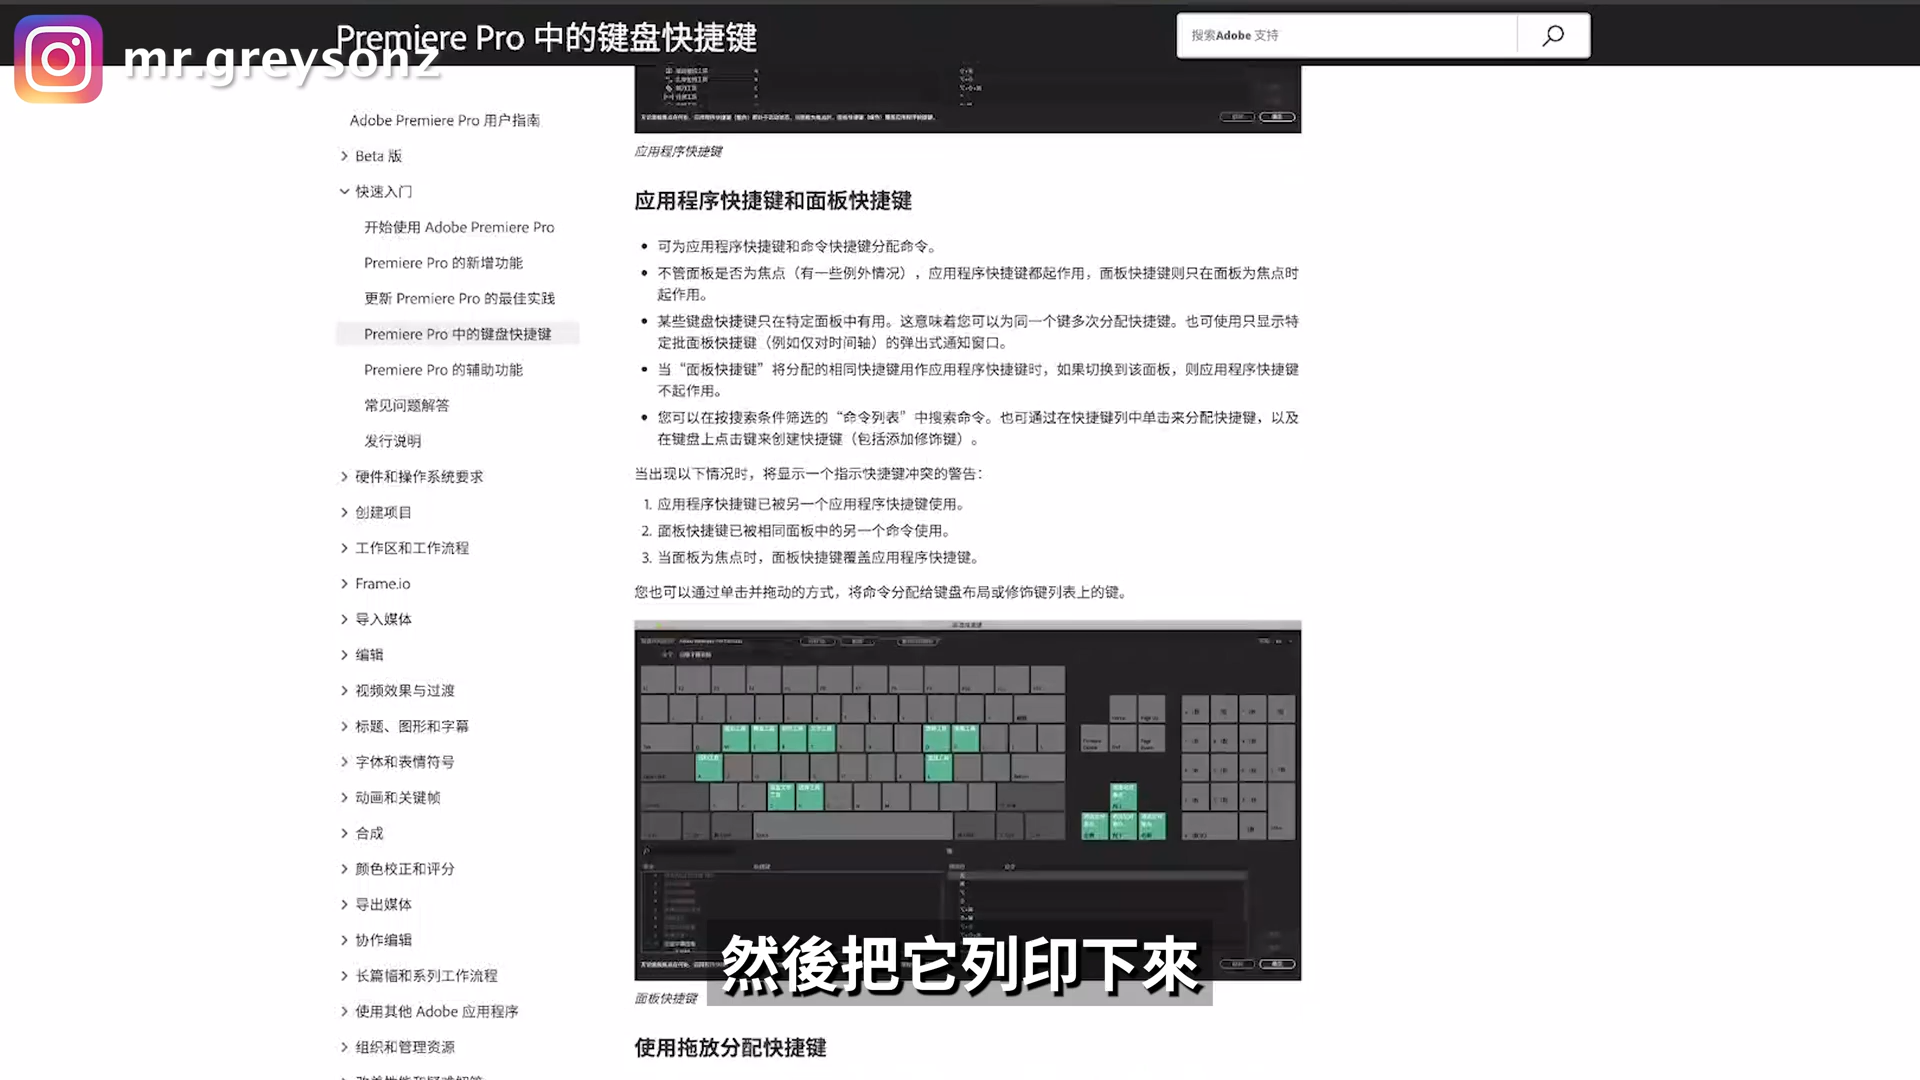 Premiere Pro 中的键盘快捷键
mr.greysonz
搜索Adobe 支持
Adobe Premiere Pro 用户指南
Beta 版
快速入门
开始使用 Adobe Premiere Pro
Premiere Pro 的新增功能
更新 Premiere Pro 的最佳实践
Premiere Pro 中的键盘快捷键
Premiere Pro 的辅助功能
常见问题解答
发行说明
硬件和操作系统要求
创建项目
工作区和工作流程
Frame.io
导入媒体
编辑
视频效果与过渡
标题、图形和字幕
字体和表情符号
动画和关键帧
合成
颜色校正和评分
导出媒体
协作编辑
长篇幅和系列工作流程
使用其他 Adobe 应用程序
组织和管理资源
应用程序快捷键
应用程序快捷键和面板快捷键
可为应用程序快捷键和命令快捷键分配命令。
不管面板是否为焦点（有一些例外情况），应用程序快捷键都起作用，面板快捷键则只在面板为焦点时
起作用。
某些键盘快捷键只在特定面板中有用。这意味着您可以为同一个键多次分配快捷键。也可使用只显示特
定批面板快捷键（例如仅对时间轴）的弹出式通知窗口。
当“面板快捷键”将分配的相同快捷键用作应用程序快捷键时，如果切换到该面板，则应用程序快捷键
不起作用。
您可以在按搜索条件筛选的“命令列表”中搜索命令。也可通过在快捷键列中单击来分配快捷键，以及
在键盘上点击键来创建快捷键（包括添加修饰键）。
当出现以下情况时，将显示一个指示快捷键冲突的警告：
1. 应用程序快捷键已被另一个应用程序快捷键使用。
2. 面板快捷键已被相同面板中的另一个命令使用。
3. 当面板为焦点时，面板快捷键覆盖应用程序快捷键。
您也可以通过单击并拖动的方式，将命令分配给键盘布局或修饰键列表上的键。
然後把它列印下來
面板快捷键
使用拖放分配快捷键